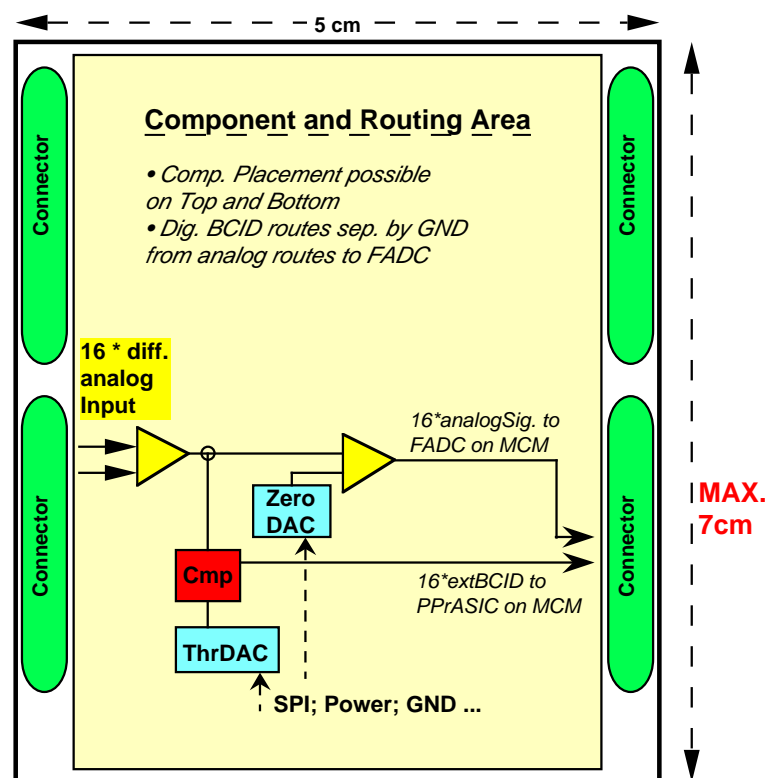 5 cm
Component and Routing Area
• Comp. Placement possible
on Top and Bottom
• Dig. BCID routes sep. by GND
from analog routes to FADC
Connector
Connector
16 * diff.
analog
Input
16*analogSig. to
FADC on MCM
Zero
DAC
MAX.
7cm
Cmp
16*extBCID to
PPrASIC on MCM
Connector
Connector
ThrDAC
SPI; Power; GND ...